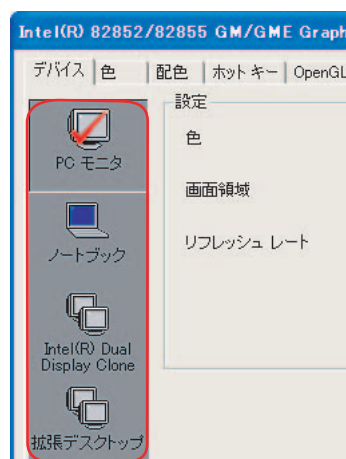 Intel(R) 82852/82855 GM/GME Graph
デバイス 色 配色 ホット キー OpenGL
設定
PC モニタ
色
画面領域
ノートブック
リフレッシュ レート
Intel(R) Dual
Display Clone
拡張デスクトップ